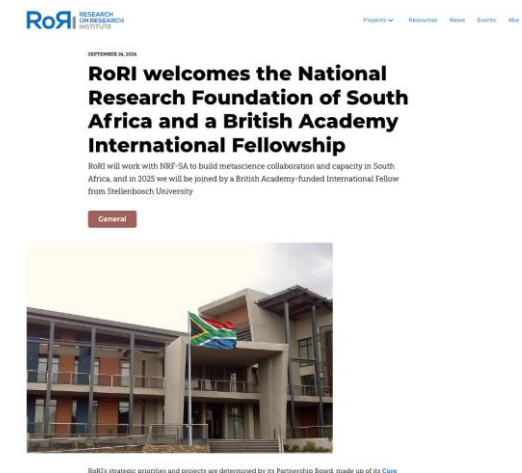 RoRI
RESEARCH
ON RESEARCH
INSTITUTE
Projects
Resources
News
Events
Abo
SEPTEMBER 24, 2024
RoRI welcomes the National
Research Foundation of South
Africa and a British Academy
International Fellowship
RoRI will work with NRF-SA to build metascience collaboration and capacity in South
Africa, and in 2025 we will be joined by a British Academy-funded International Fellow
from Stellenbosch University
General
RoRI's strategic priorities and projects are determined by its Partnership Board, made up of its Core